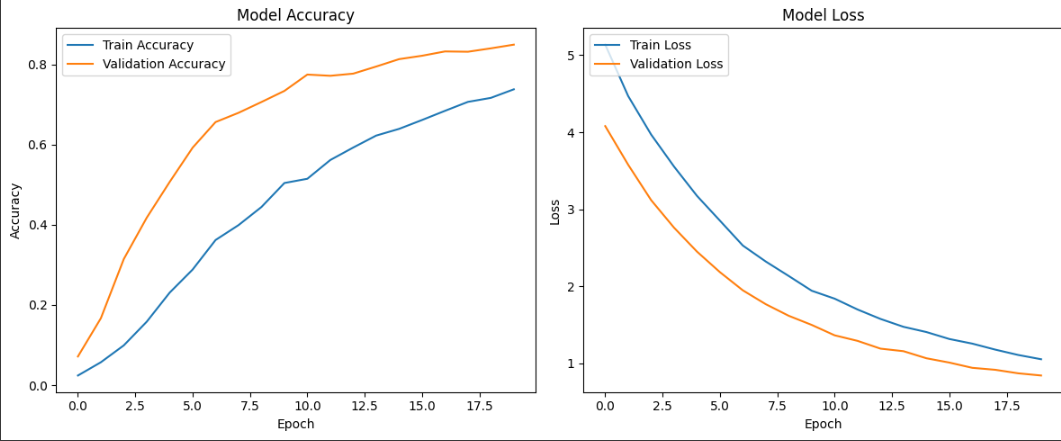 Model Accuracy
Train Accuracy
Validation Accuracy
0.8
0.6
0.4
0.2
0.0
Accuracy
0.0 2.5 5.0 7.5 10.0 12.5 15.0 17.5
Epoch
Model Loss
Train Loss
Validation Loss
5
4
3
2
1
Loss
0.0 2.5 5.0 7.5 10.0 12.5 15.0 17.5
Epoch